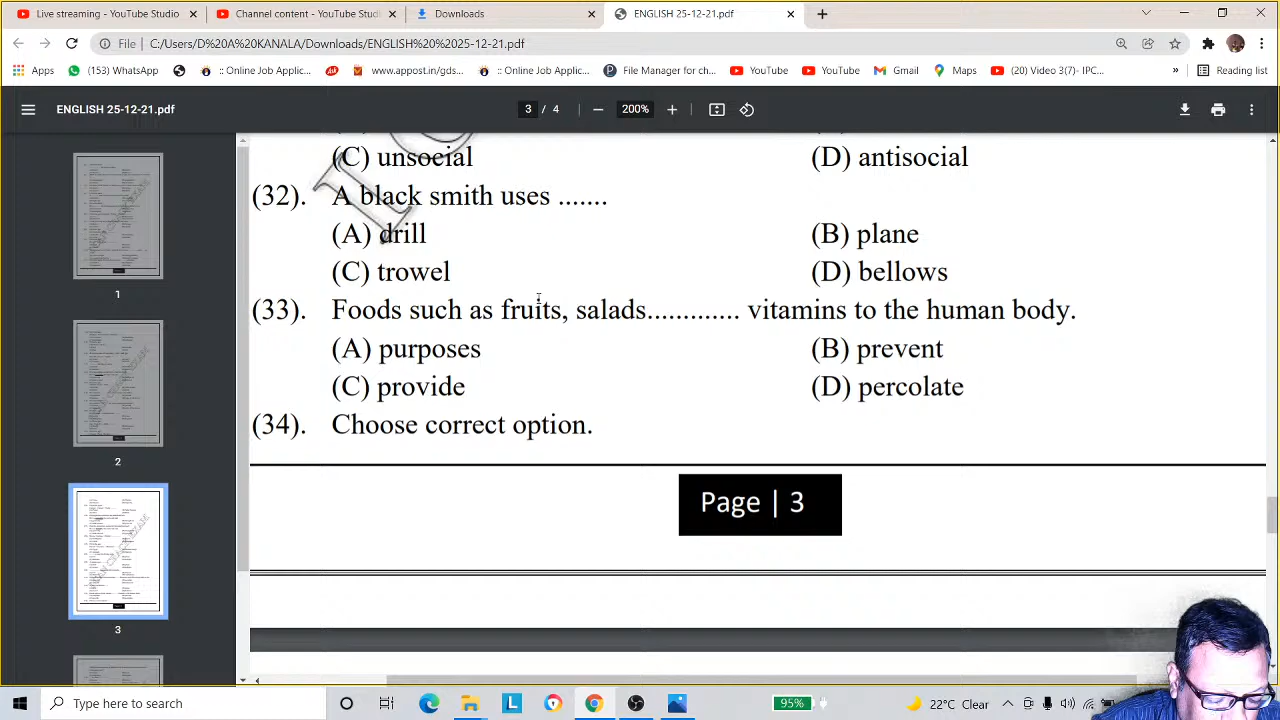 Live streaming - YouTube Studio
Channel content - YouTube Studio
Downloads
ENGLISH 25-12-21.pdf
File | C:/Users/D%20A%20KANALA/Downloads/ENGLISH%20%2025-12-21.pdf
Apps (153) WhatsApp :: Online Job Applic... www.appost.in/gds... :: Online Job Applic... File Manager for ch... YouTube YouTube Gmail Maps (20) Video 3(7)- IPC... » Reading list
ENGLISH 25-12-21.pdf 3 / 4 200%
(C) unsocial (D) antisocial
(32). A black smith uses .......
(A) drill (B) plane
(C) trowel (D) bellows
(33). Foods such as fruits, salads............. vitamins to the human body.
(A) purposes (B) prevent
(C) provide (D) percolate
(34). Choose correct option.
Page | 3
1
2
3
Type here to search
95%
22°C Clear